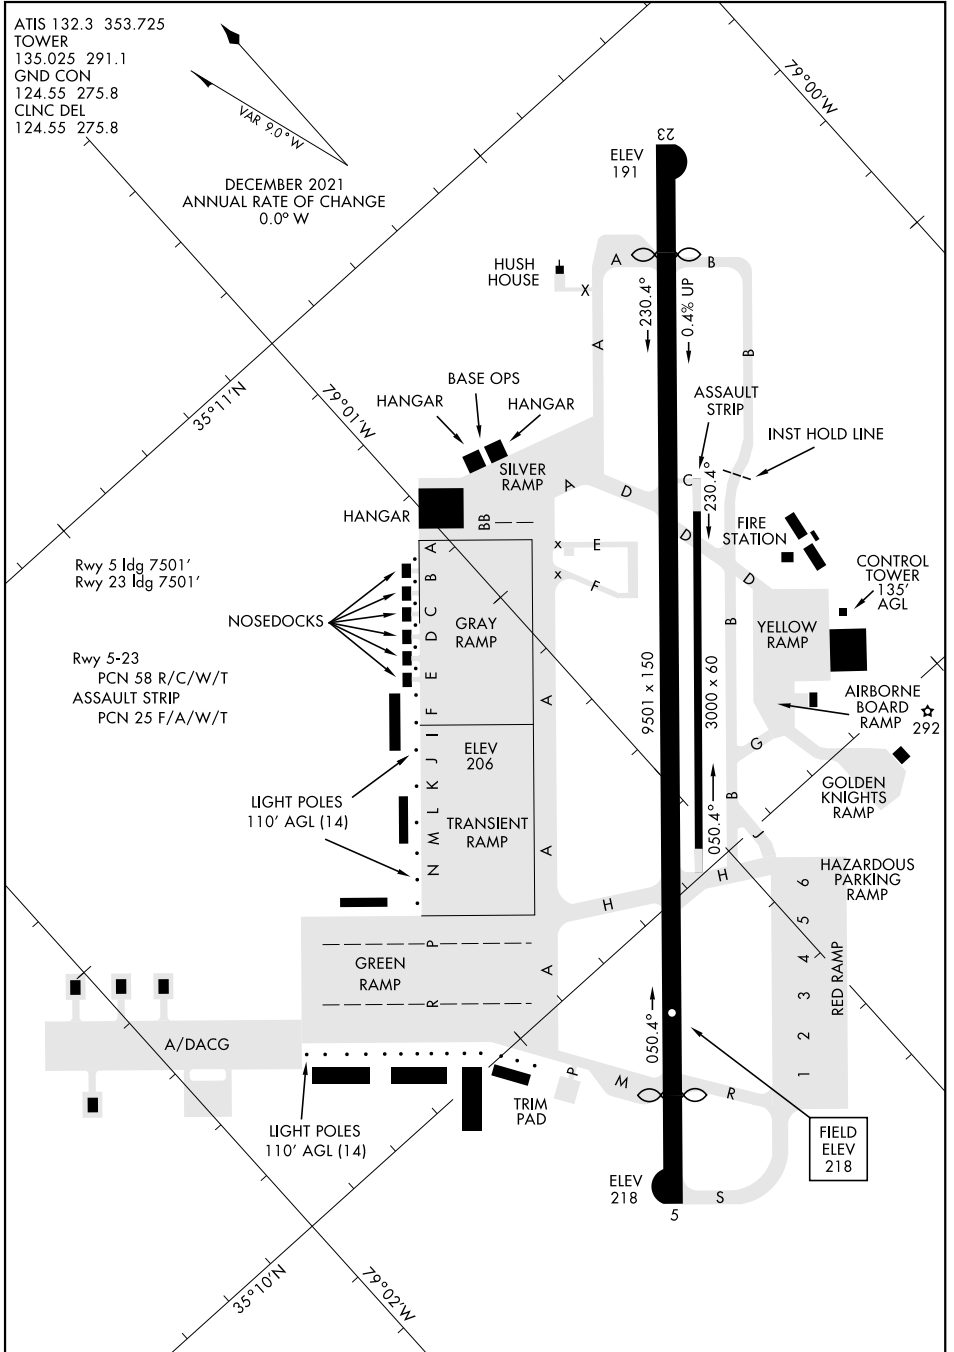 ATIS 132.3 353.725
TOWER
135.025 291.1
GND CON
124.55 275.8
CLNC DEL
124.55 275.8
VAR 9.0° W
DECEMBER 2021
ANNUAL RATE OF CHANGE
0.0° W
79°00'W
23
ELEV
191
A
B
HUSH
HOUSE
X
230.4°
0.4% UP
A
B
35°11'N
79°01'W
BASE OPS
HANGAR
HANGAR
ASSAULT
STRIP
INST HOLD LINE
SILVER
RAMP
A
D
C
230.4°
HANGAR
BB
FIRE
STATION
D
D
A
x
E
x
F
CONTROL
TOWER
135'
AGL
Rwy 5 ldg 7501'
Rwy 23 ldg 7501'
B
C
D
E
F
NOSEDOCKS
GRAY
RAMP
B
YELLOW
RAMP
Rwy 5-23
PCN 58 R/C/W/T
ASSAULT STRIP
PCN 25 F/A/W/T
9501 x 150
3000 x 60
A
AIRBORNE
BOARD
RAMP
292
I
J
K
L
M
N
ELEV
206
G
GOLDEN
KNIGHTS
RAMP
LIGHT POLES
110' AGL (14)
TRANSIENT
RAMP
050.4°
B
J
A
H
H
HAZARDOUS
PARKING
RAMP
6
5
4
3
2
1
RED RAMP
P
GREEN
RAMP
R
A
050.4°
A/DACG
P
M
R
TRIM
PAD
LIGHT POLES
110' AGL (14)
FIELD
ELEV
218
ELEV
218
S
5
35°10'N
79°02'W